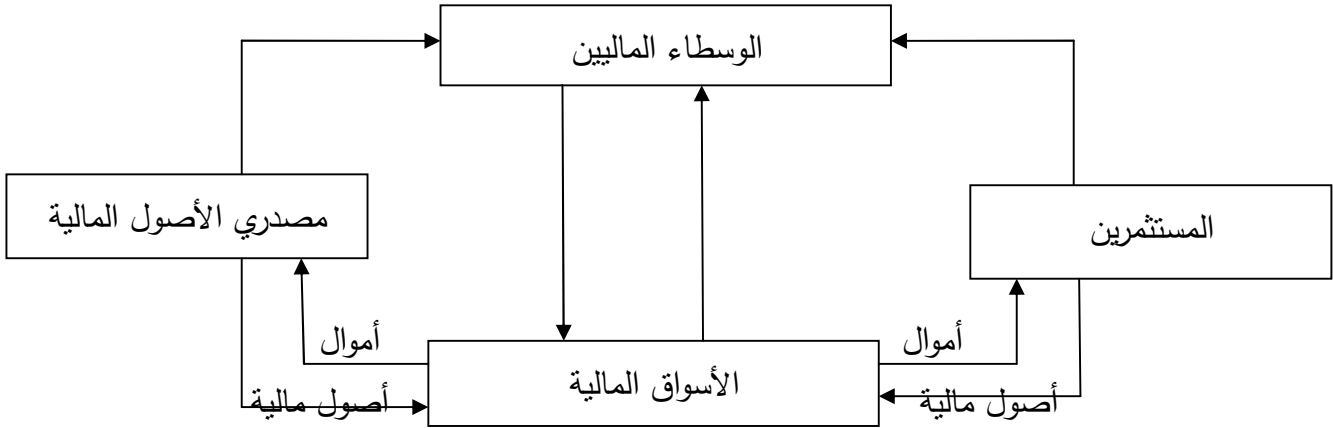 الوسطاء الماليين
المستثمرين
مصدري الأصول المالية
أموال
أموال
الأسواق المالية
أصول مالية
أصول مالية